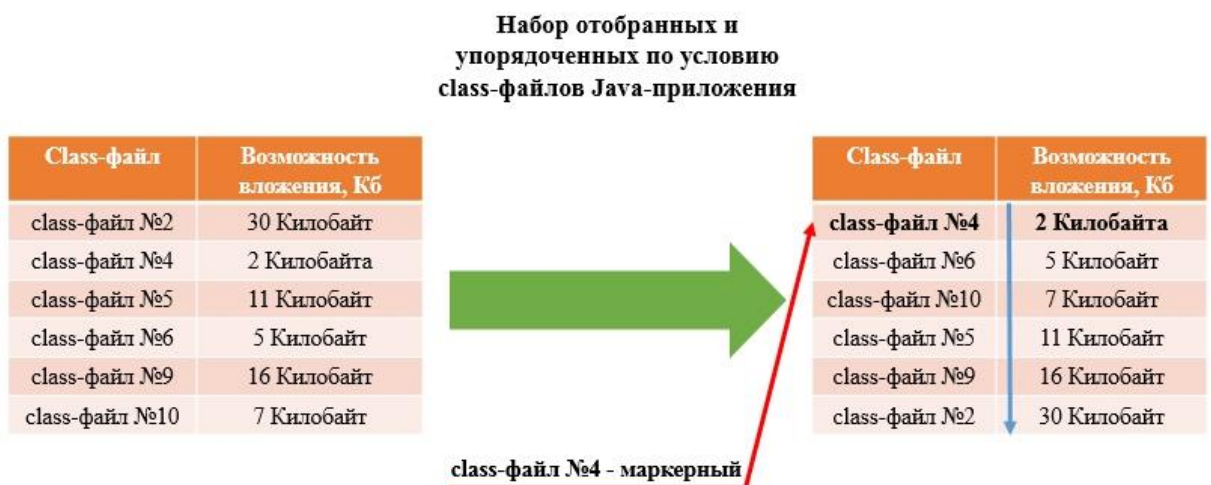 Набор отобранных и
упорядоченных по условию
class-файлов Java-приложения
Class-файл Возможность
вложения, Кб
class-файл №2 30 Килобайт
class-файл №4 2 Килобайта
class-файл №5 11 Килобайт
class-файл №6 5 Килобайт
class-файл №9 16 Килобайт
class-файл №10 7 Килобайт
Class-файл Возможность
вложения, Кб
class-файл №4 2 Килобайта
class-файл №6 5 Килобайт
class-файл №10 7 Килобайт
class-файл №5 11 Килобайт
class-файл №9 16 Килобайт
class-файл №2 30 Килобайт
class-файл №4 - маркерный